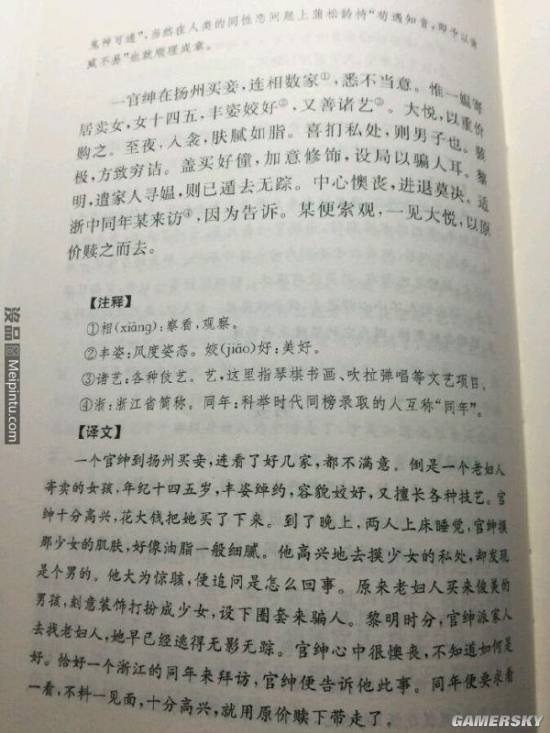 鬼神可逃”，当然在人类的同性恋问题上蒲松龄恃“苟遇知音，即予以
威不易”也就顺理成章。
一官绅在扬州买妾，连相数家①，悉不当意。惟一媪寄
居卖女，女十四五，丰姿姣好②，又善诸艺③。大悦，以重价
购之。至夜，入衾，肤腻如脂。喜扪私处，则男子也。骇
极，方致穷诘。盖买好僮，加意修饰，设局以骗人耳。黎
明，遣家人寻媪，则已遁去无踪。中心懊丧，进退莫决。适
浙中同年某来访④，因为告诉。某便索观，一见大悦，以原
价赎之而去。
【注释】
①相(xiāng)：察看，观察。
②丰姿：风度姿态。姣(jiāo)好：美好。
③诸艺：各种伎艺。艺，这里指琴棋书画、吹拉弹唱等文艺项目。
④浙：浙江省简称。同年：科举时代同榜录取的人互称“同年”。
【译文】
一个官绅到扬州买妾，连看了好几家，都不满意。倒是一个老妇人
寄卖的女孩，年纪十四五岁，丰姿绰约，容貌姣好，又擅长各种技艺。官
绅十分高兴，花大钱把她买了下来。到了晚上，两人上床睡觉，官绅摸
那少女的肌肤，好像油脂一般细腻。他高兴地去摸少女的私处，却发现
是个男的。他大为惊骇，便追问是怎么回事。原来老妇人买来俊美的
男孩，刻意装饰打扮成少女，设下圈套来骗人。黎明时分，官绅派家人
去找老妇人，她早已经逃得无影无踪。官绅心中很懊丧，不知道如何是
好。恰好一个浙江的同年来拜访，官绅便告诉他此事。同年便要求看
一看，不料一见面，十分高兴，就用原价赎下带走了。
没品图 Meipintu.com
GAMERSKY